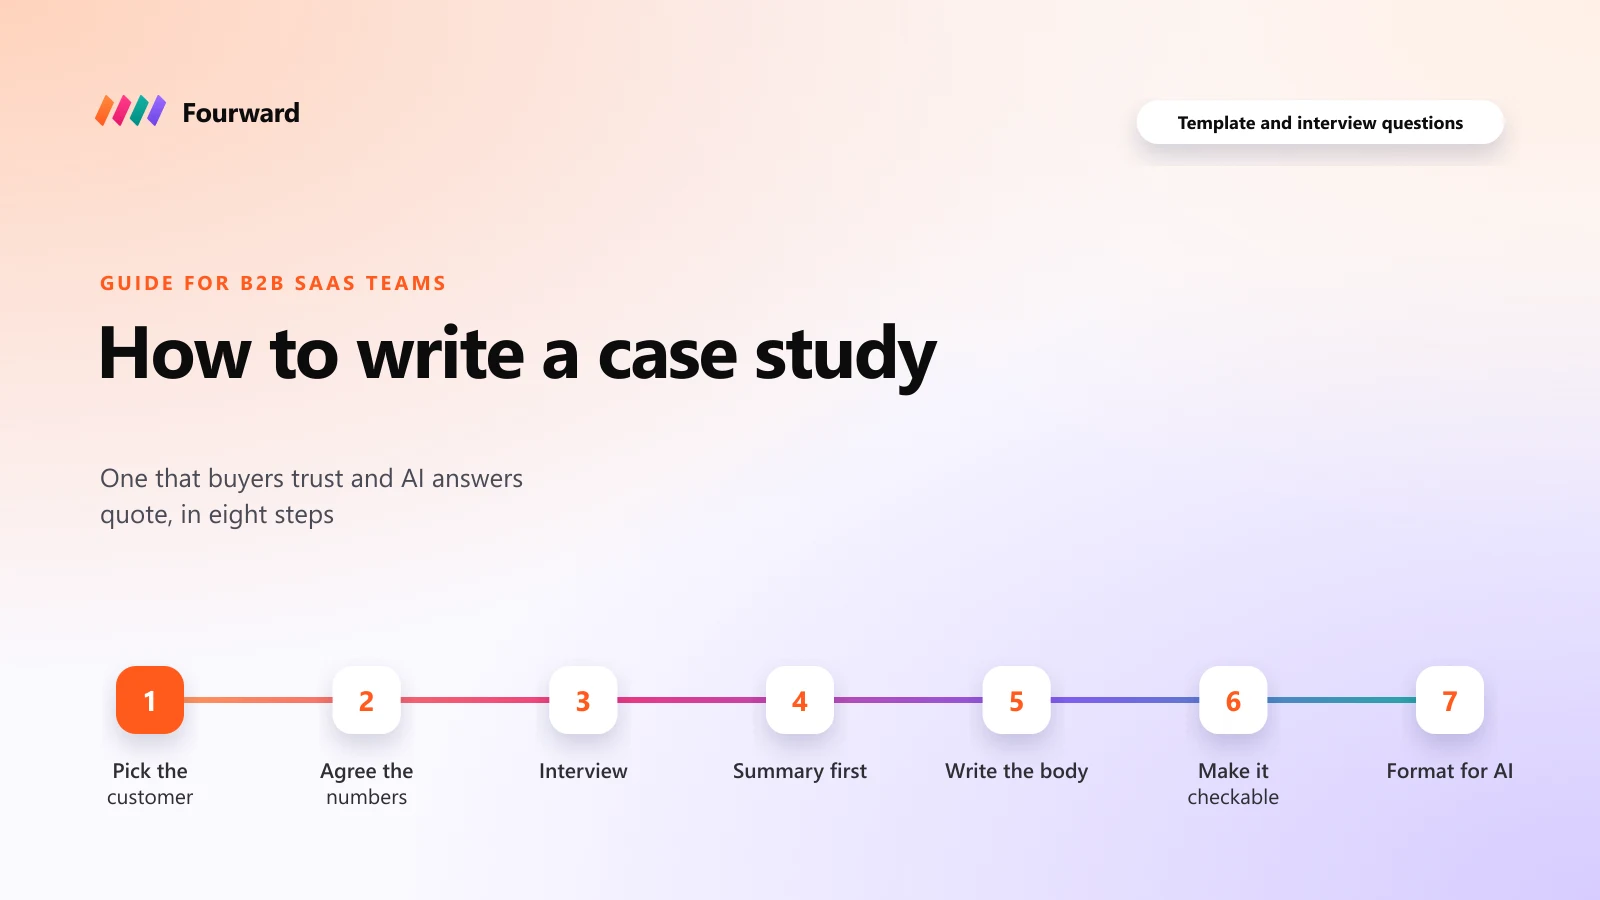 Fourward
Template and interview questions
GUIDE FOR B2B SAAS TEAMS
How to write a case study
One that buyers trust and AI answers
quote, in eight steps
1
2
3
4
5
6
7
Pick the
customer
Agree the
numbers
Interview
Summary first
Write the body
Make it
checkable
Format for AI